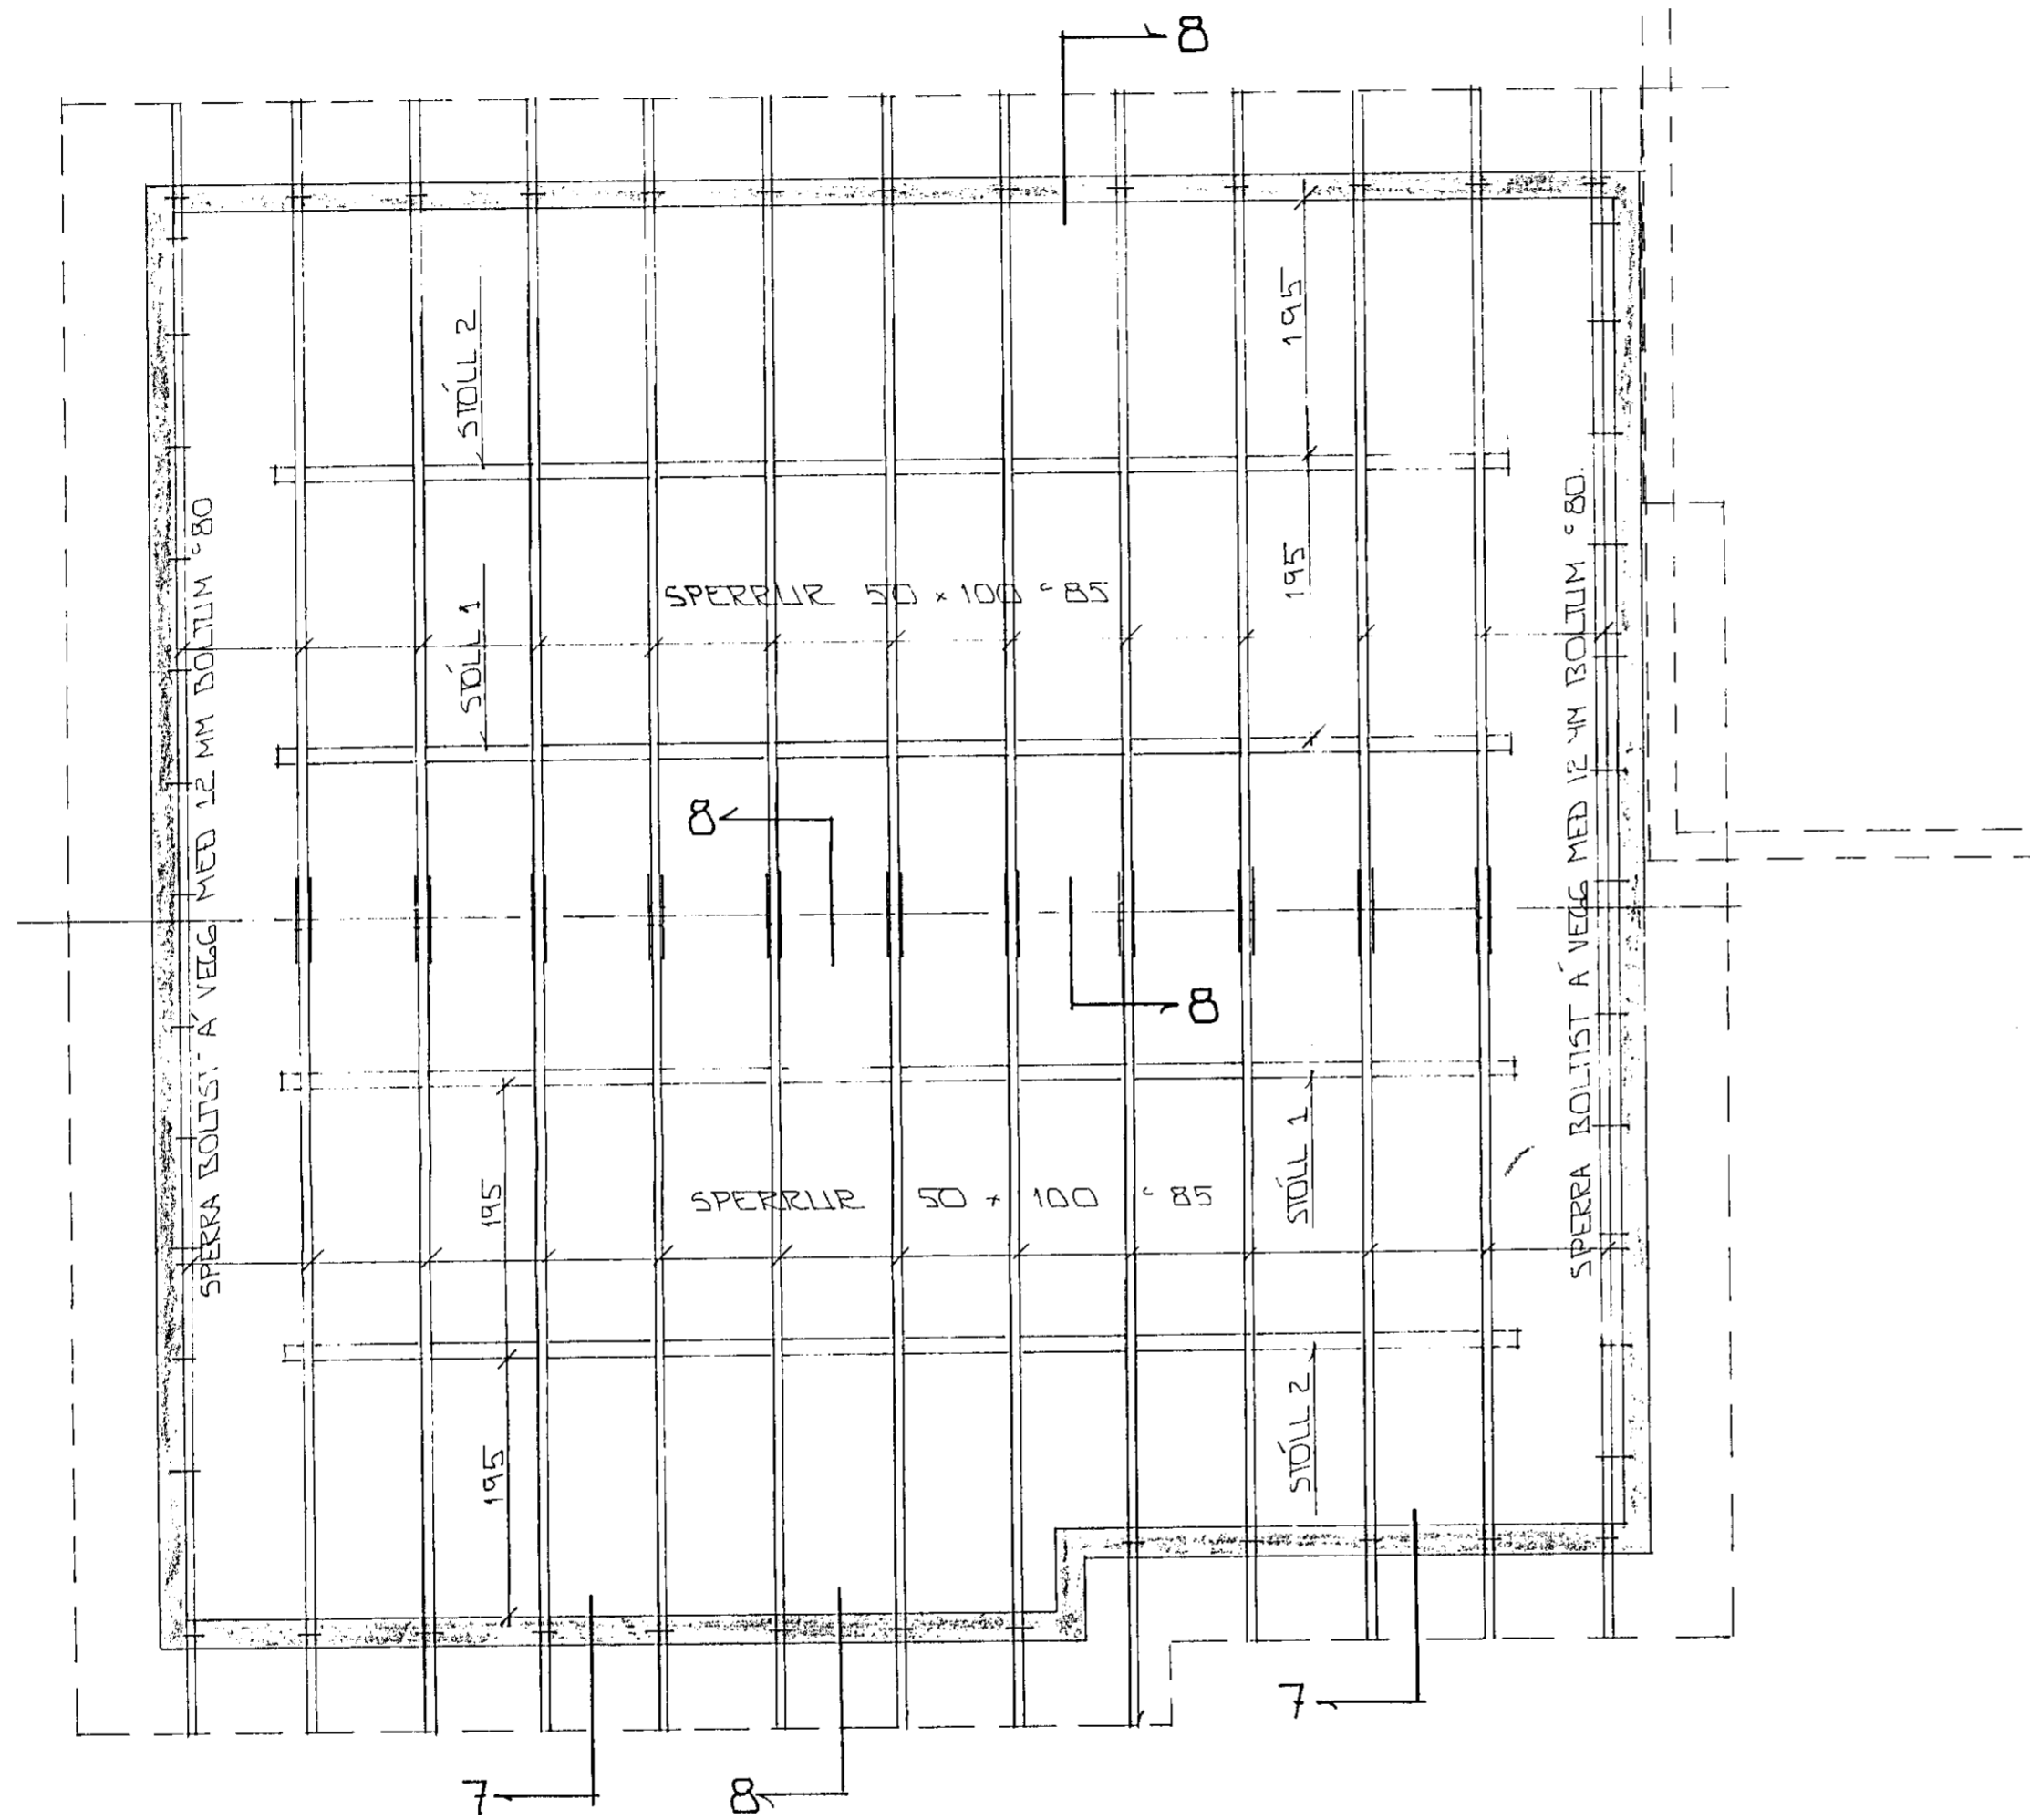 8
STÓLL 2
195
SPERRA BOLTIST Á VEGG MEÐ 12 MM BOLTUM c 80
SPERRA BOLTIST Á VEGG MEÐ 12 MM BOLTUM c 80.
195
SPERRUR 50 x 100 c 85
STÓLL 1
8
8
195
SPERRUR 50 x 100 c 85
STÓLL 1
195
STÓLL 2
7
7
8